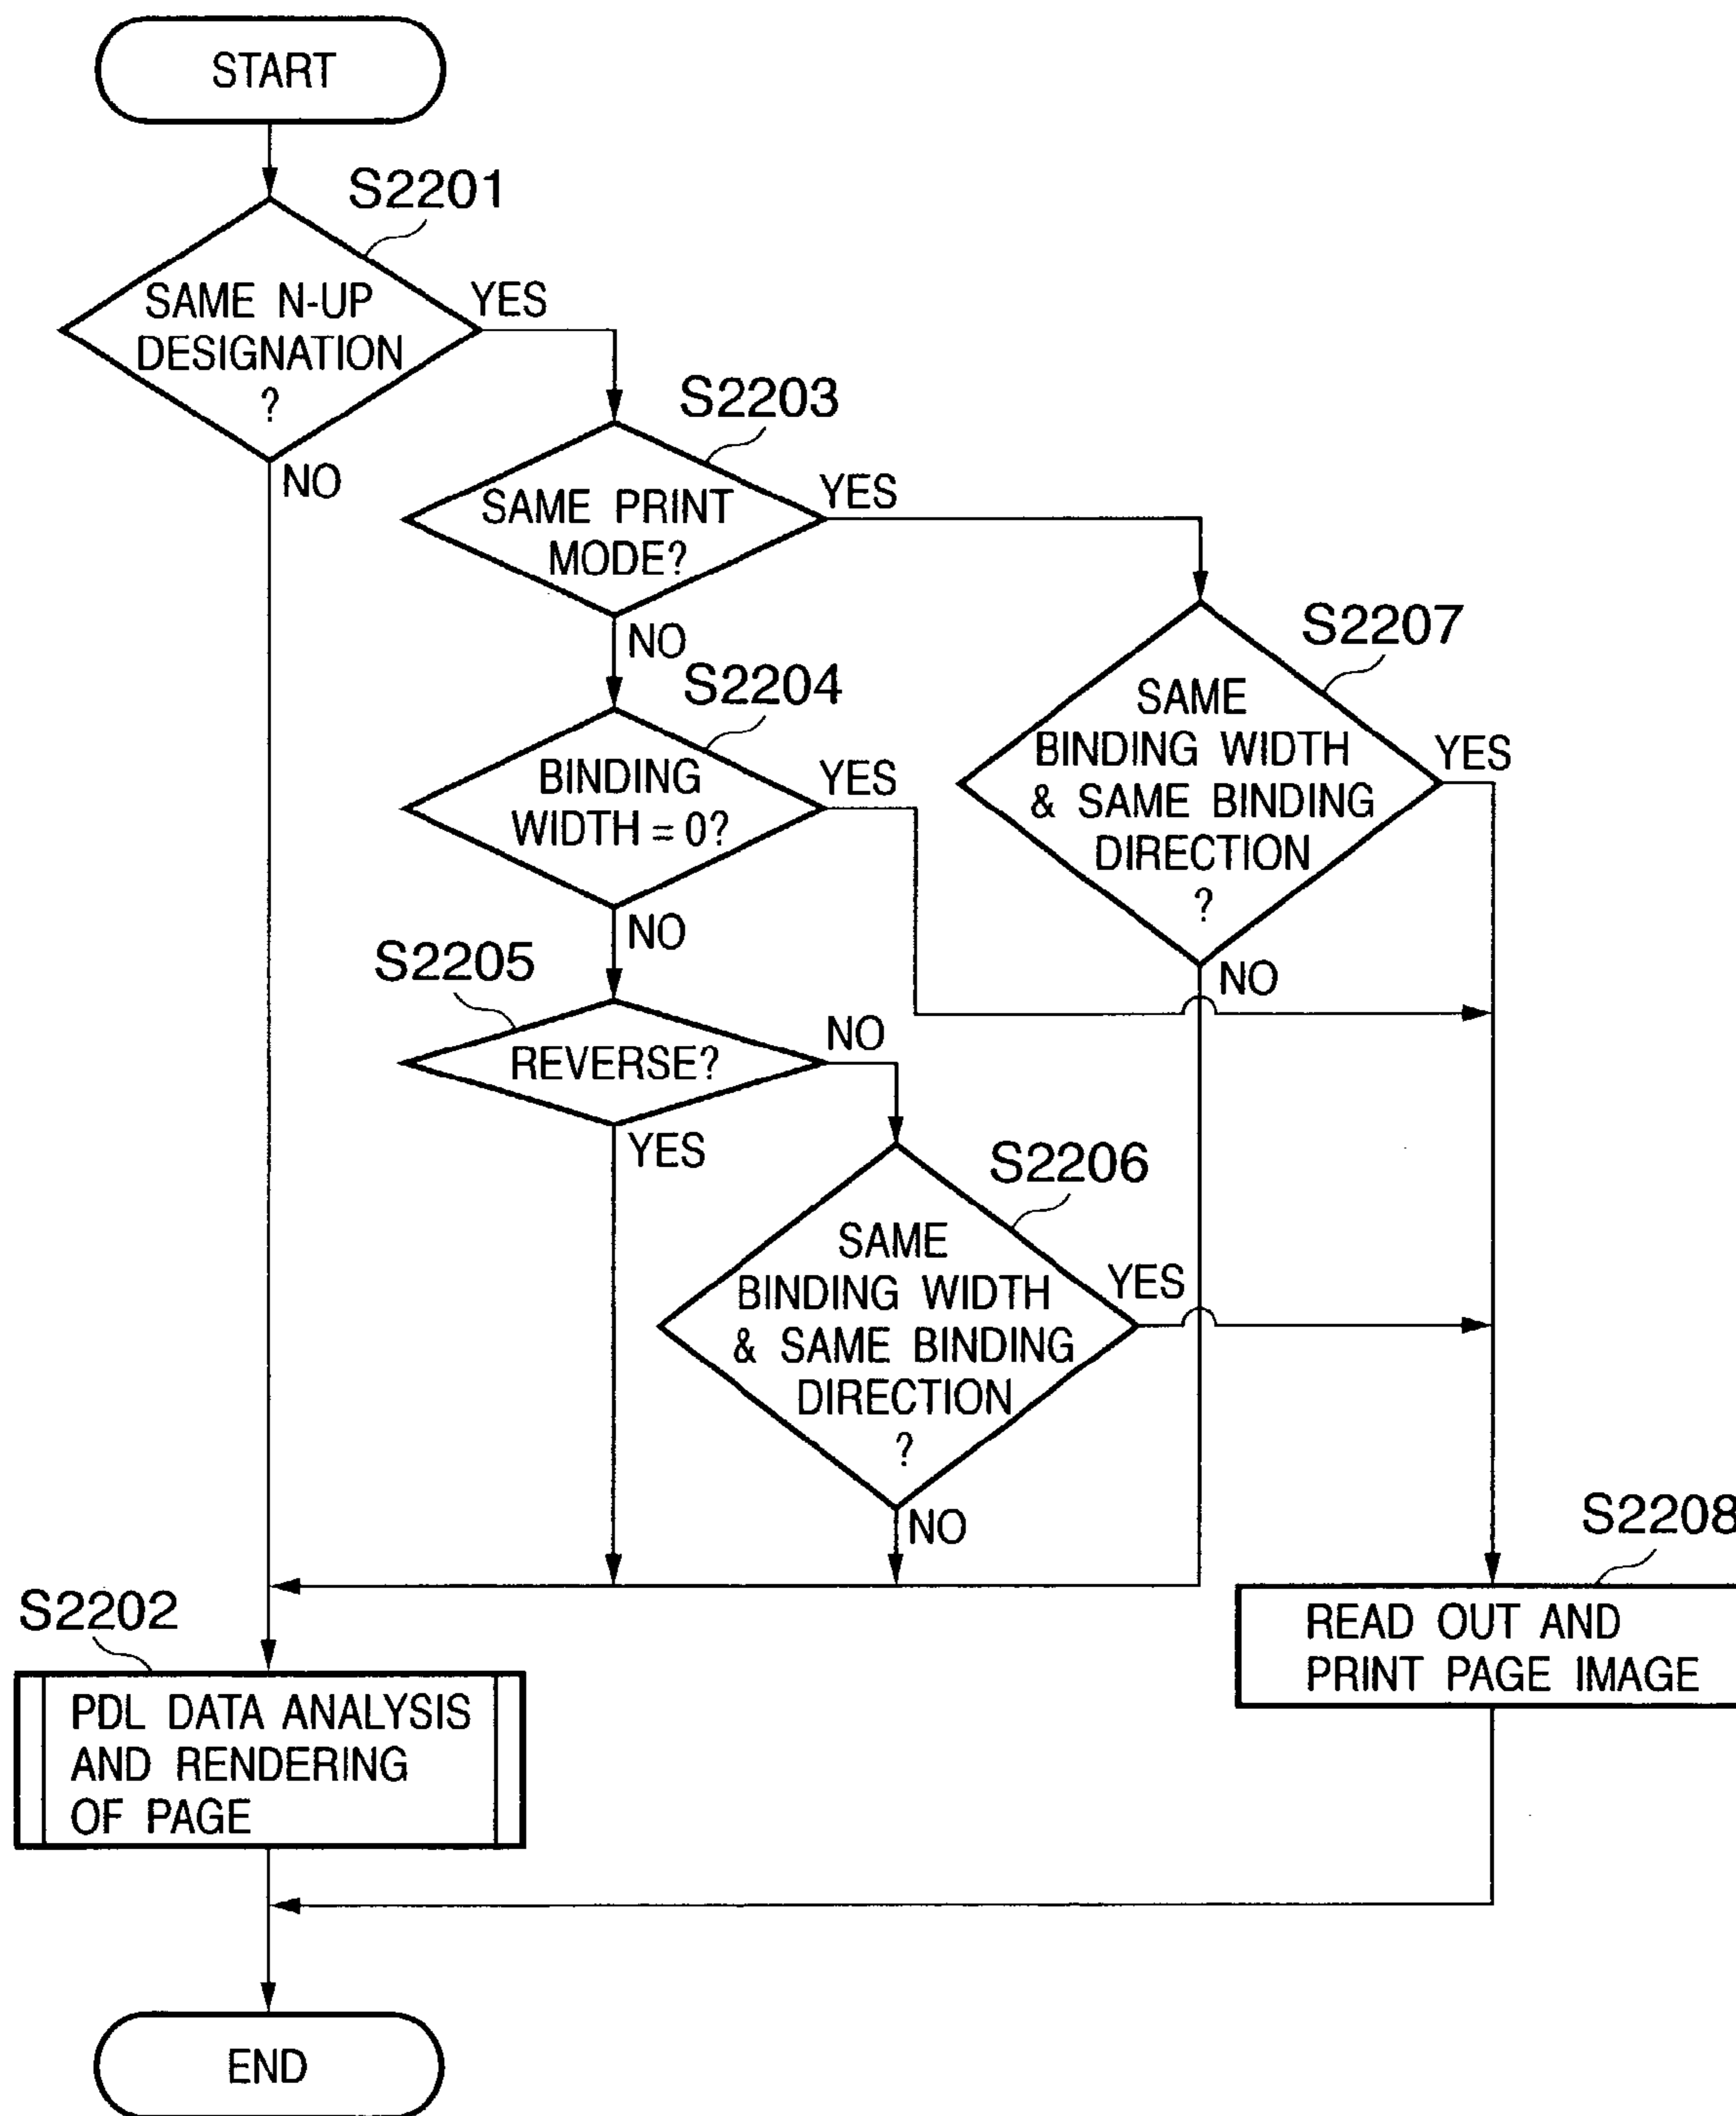 START
S2201
SAME N-UP
DESIGNATION
?
YES
NO
S2203
SAME PRINT
MODE?
YES
NO
S2204
BINDING
WIDTH = 0?
YES
NO
S2207
SAME
BINDING WIDTH
& SAME BINDING
DIRECTION
?
YES
NO
S2205
REVERSE?
NO
YES
S2206
SAME
BINDING WIDTH
& SAME BINDING
DIRECTION
?
YES
NO
S2208
READ OUT AND
PRINT PAGE IMAGE
S2202
PDL DATA ANALYSIS
AND RENDERING
OF PAGE
END